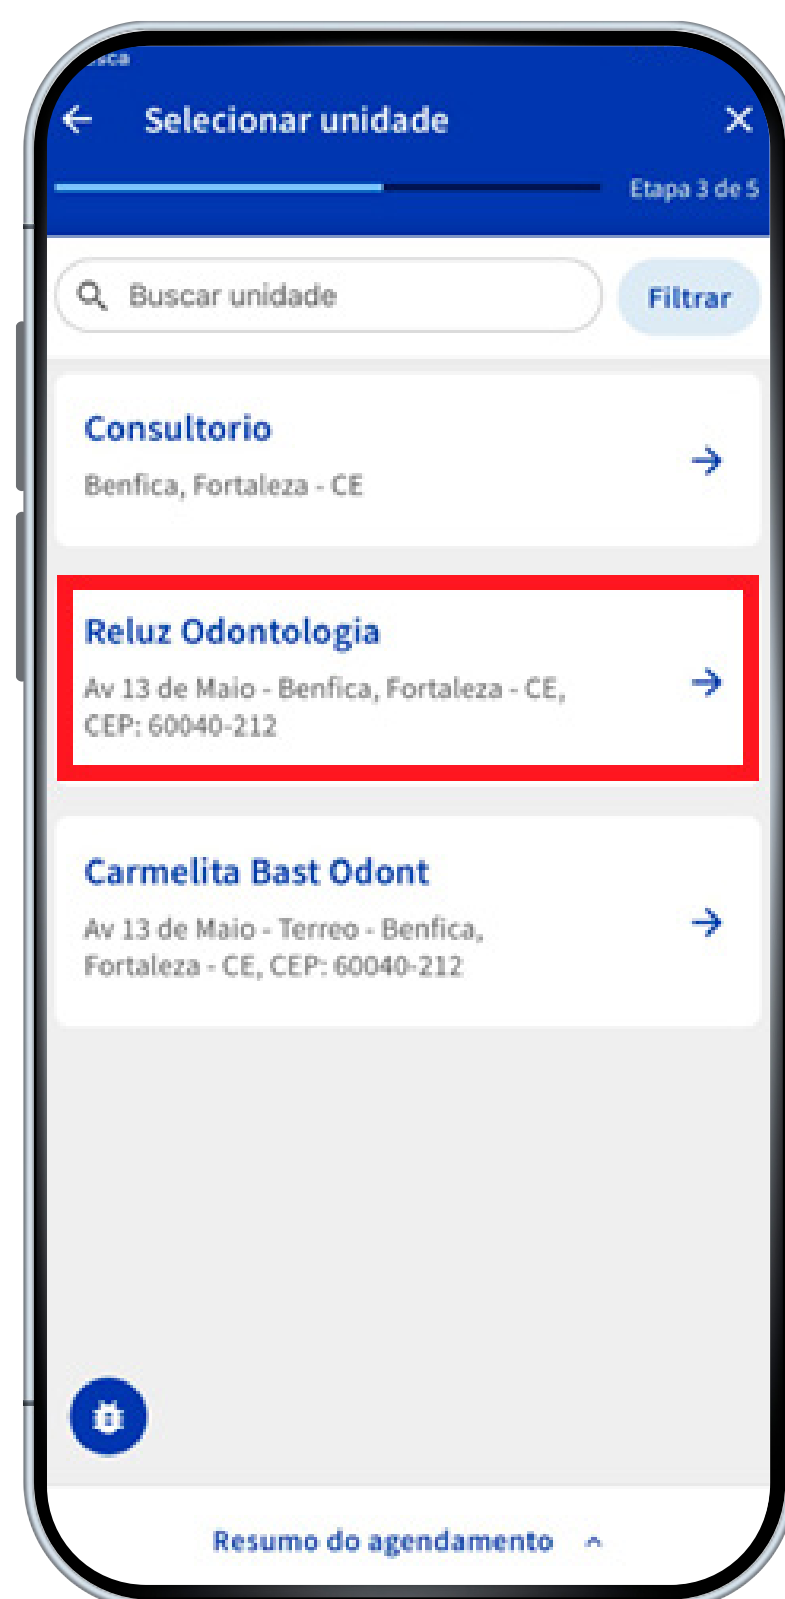 Selecionar unidade
Etapa 3 de 5
Buscar unidade
Filtrar
Consultorio
Benfica, Fortaleza - CE
Reluz Odontologia
Av 13 de Maio - Benfica, Fortaleza - CE,
CEP: 60040-212
Carmelita Bast Odont
Av 13 de Maio - Terreo - Benfica,
Fortaleza - CE, CEP: 60040-212
Resumo do agendamento